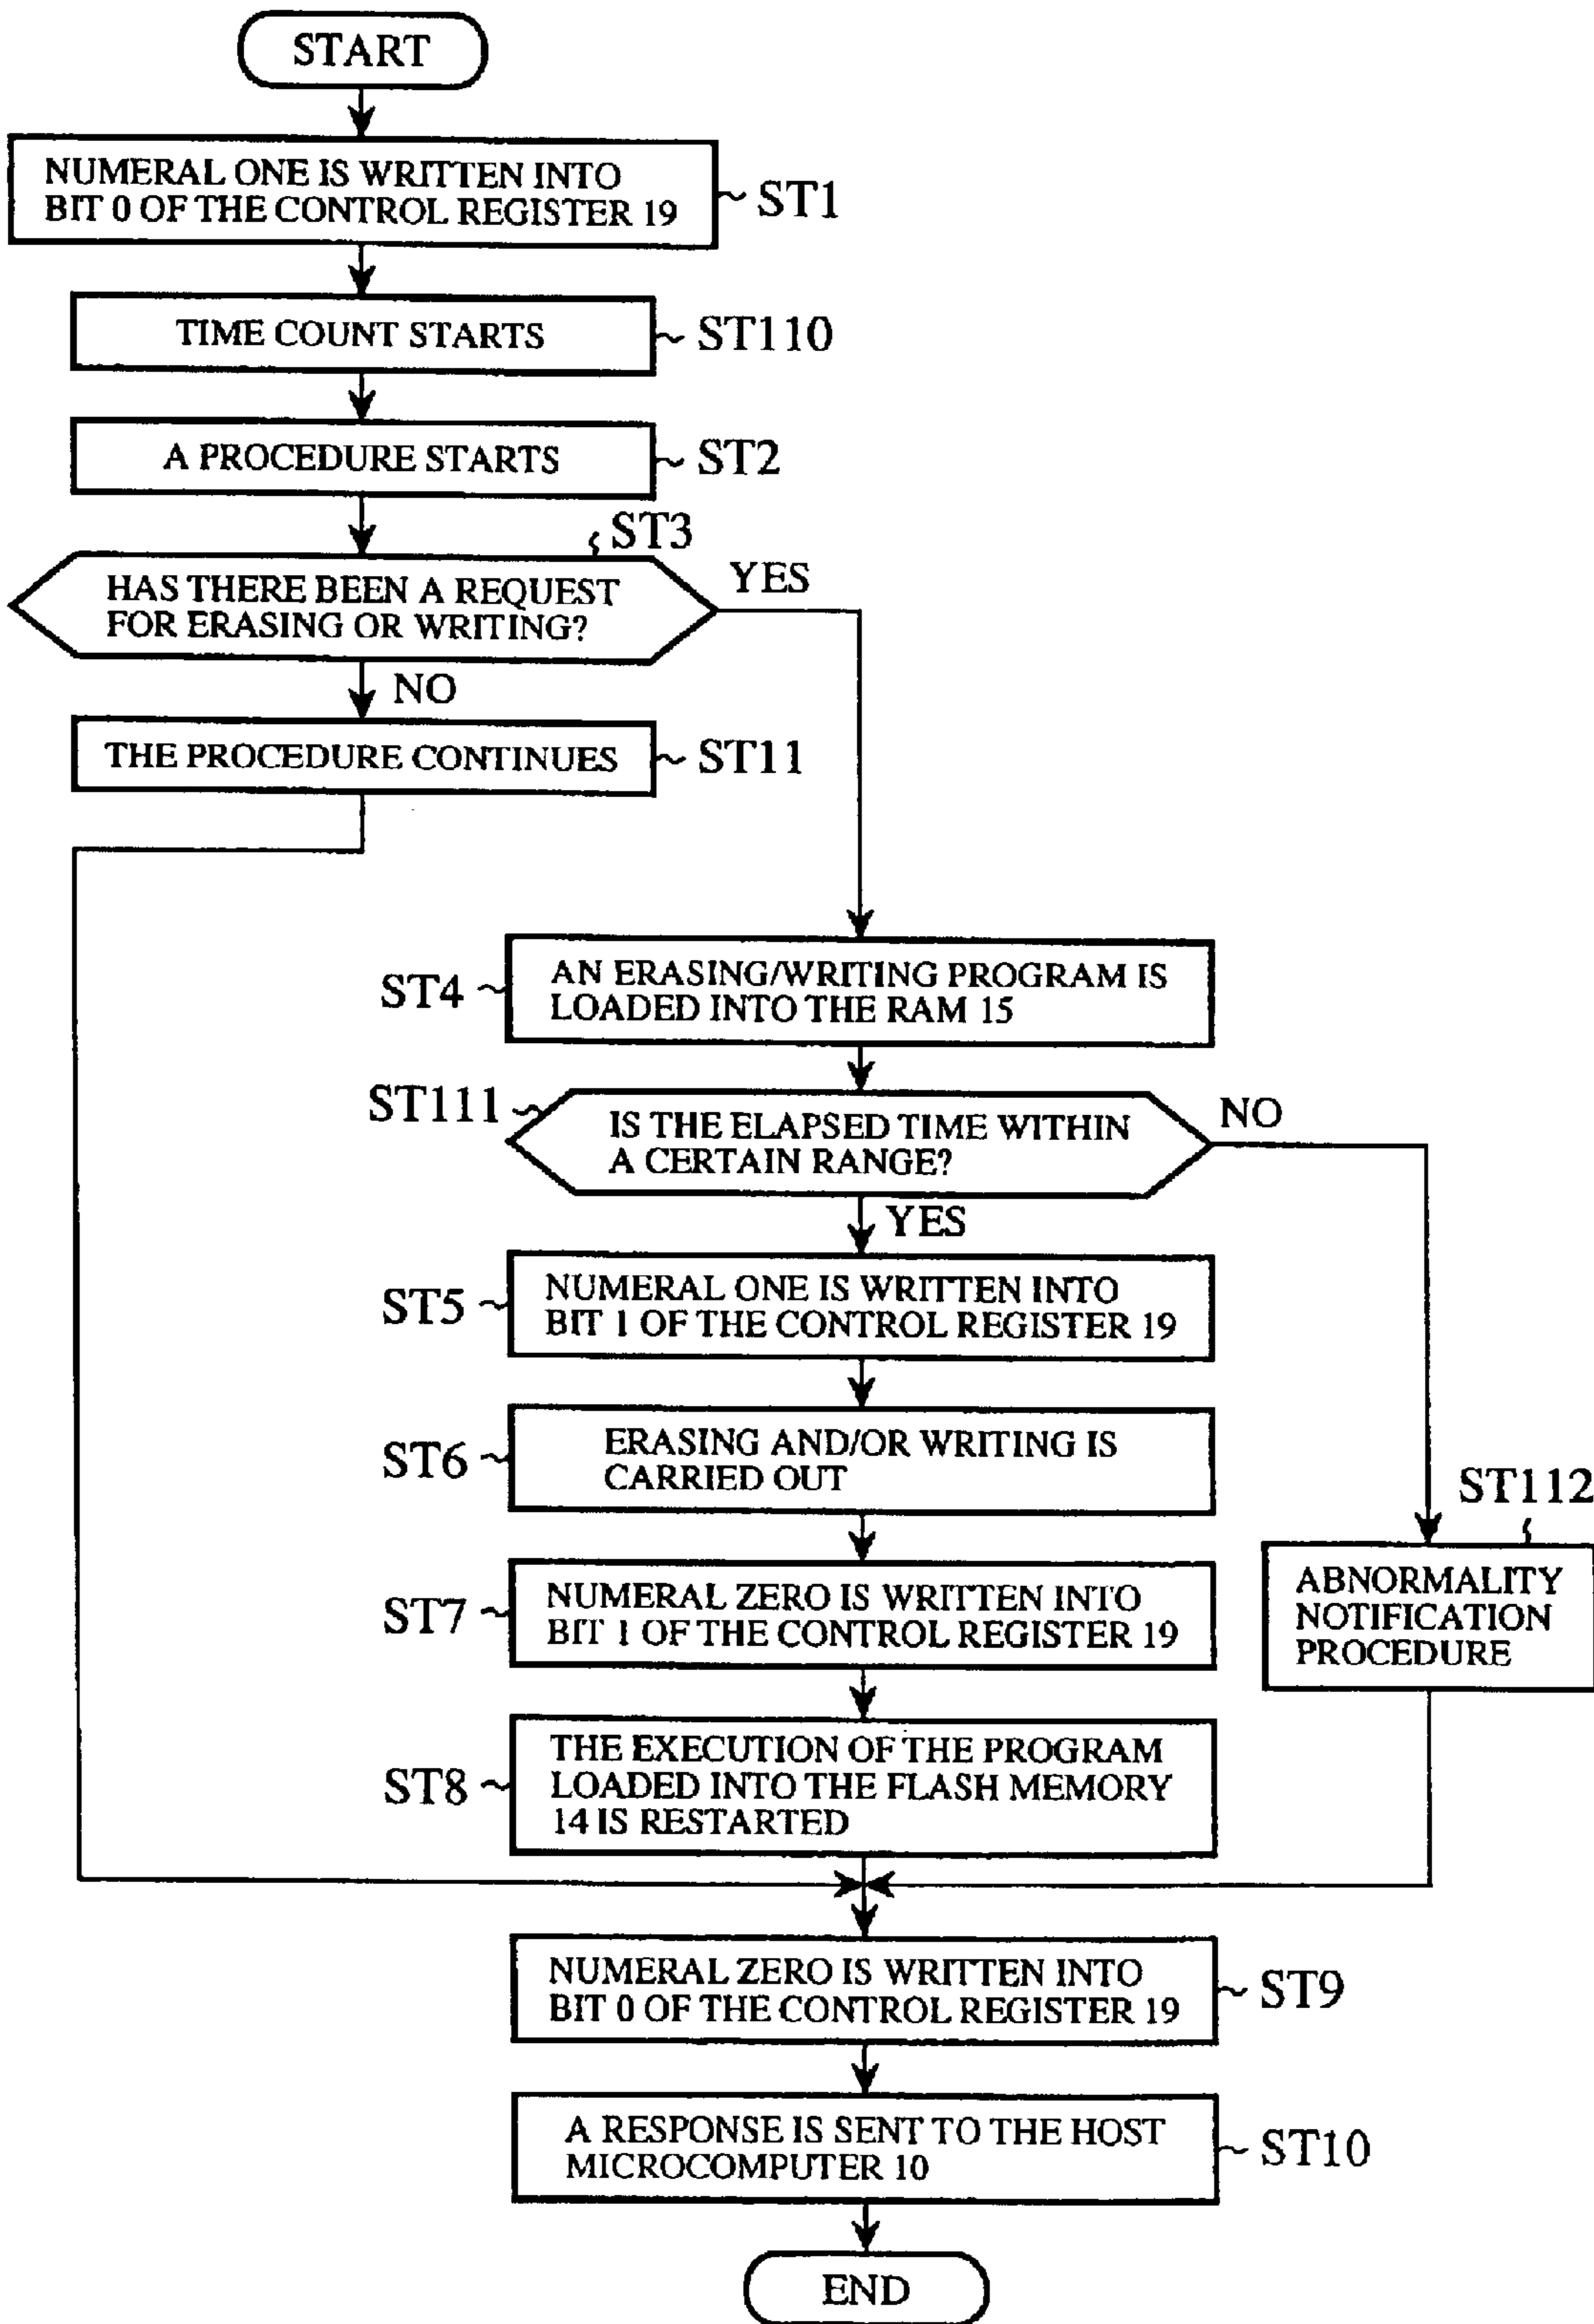 START
NUMERAL ONE IS WRITTEN INTO
BIT 0 OF THE CONTROL REGISTER 19
ST1
TIME COUNT STARTS
ST110
A PROCEDURE STARTS
ST2
ST3
HAS THERE BEEN A REQUEST
FOR ERASING OR WRITING?
YES
NO
THE PROCEDURE CONTINUES
ST11
ST4
AN ERASING/WRITING PROGRAM IS
LOADED INTO THE RAM 15
ST111
IS THE ELAPSED TIME WITHIN
A CERTAIN RANGE?
NO
YES
ST5
NUMERAL ONE IS WRITTEN INTO
BIT 1 OF THE CONTROL REGISTER 19
ST6
ERASING AND/OR WRITING IS
CARRIED OUT
ST112
ABNORMALITY
NOTIFICATION
PROCEDURE
ST7
NUMERAL ZERO IS WRITTEN INTO
BIT 1 OF THE CONTROL REGISTER 19
ST8
THE EXECUTION OF THE PROGRAM
LOADED INTO THE FLASH MEMORY
14 IS RESTARTED
NUMERAL ZERO IS WRITTEN INTO
BIT 0 OF THE CONTROL REGISTER 19
ST9
A RESPONSE IS SENT TO THE HOST
MICROCOMPUTER 10
ST10
END